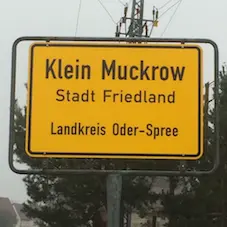 Klein Muckrow
Stadt Friedland
Landkreis Oder-Spree